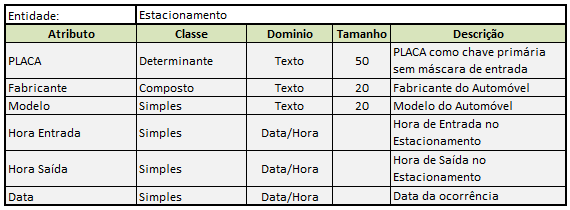 Entidade: Estacionamento
Atributo Classe Dominio Tamanho Descrição
PLACA Determinante Texto 50 PLACA como chave primária
sem máscara de entrada
Fabricante Composto Texto 20 Fabricante do Automóvel
Modelo Simples Texto 20 Modelo do Automóvel
Hora Entrada Simples Data/Hora Hora de Entrada no
Estacionamento
Hora Saída Simples Data/Hora Hora de Saída no
Estacionamento
Data Simples Data/Hora Data da ocorrência